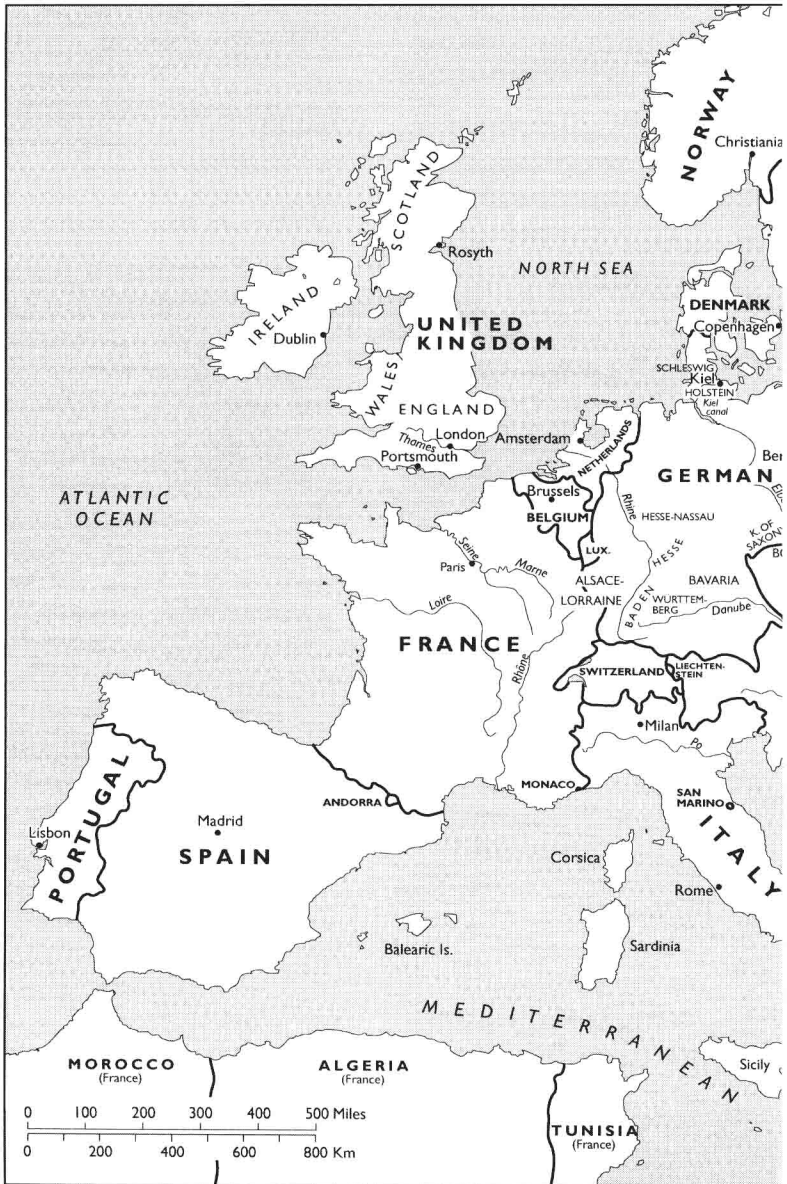 NORWAY
Christiania
SCOTLAND
Rosyth
NORTH SEA
IRELAND
Dublin
UNITED
KINGDOM
DENMARK
Copenhagen
SCHLESWIG
Kiel
HOLSTEIN
Kiel
canal
WALES
ENGLAND
London
Thames
Portsmouth
Amsterdam
NETHERLANDS
Ber
GERMAN
ATLANTIC
OCEAN
Brussels
BELGIUM
Rhine
HESSE-NASSAU
K. OF
SAXONY
LUX.
HESSE
Seine
Paris
Marne
ALSACE-
LORRAINE
BADEN
BAVARIA
WÜRTTEM-
BERG
Danube
Loire
FRANCE
Rhône
SWITZERLAND
LIECHTEN-
STEIN
Milan
Po
MONACO
SAN
MARINO
ANDORRA
PORTUGAL
Lisbon
Madrid
SPAIN
Corsica
ITALY
Rome
Balearic Is.
Sardinia
MEDITERRANEAN
Sicily
MOROCCO
(France)
ALGERIA
(France)
TUNISIA
(France)
0 100 200 330 400 500 Miles
0 200 400 600 800 Km